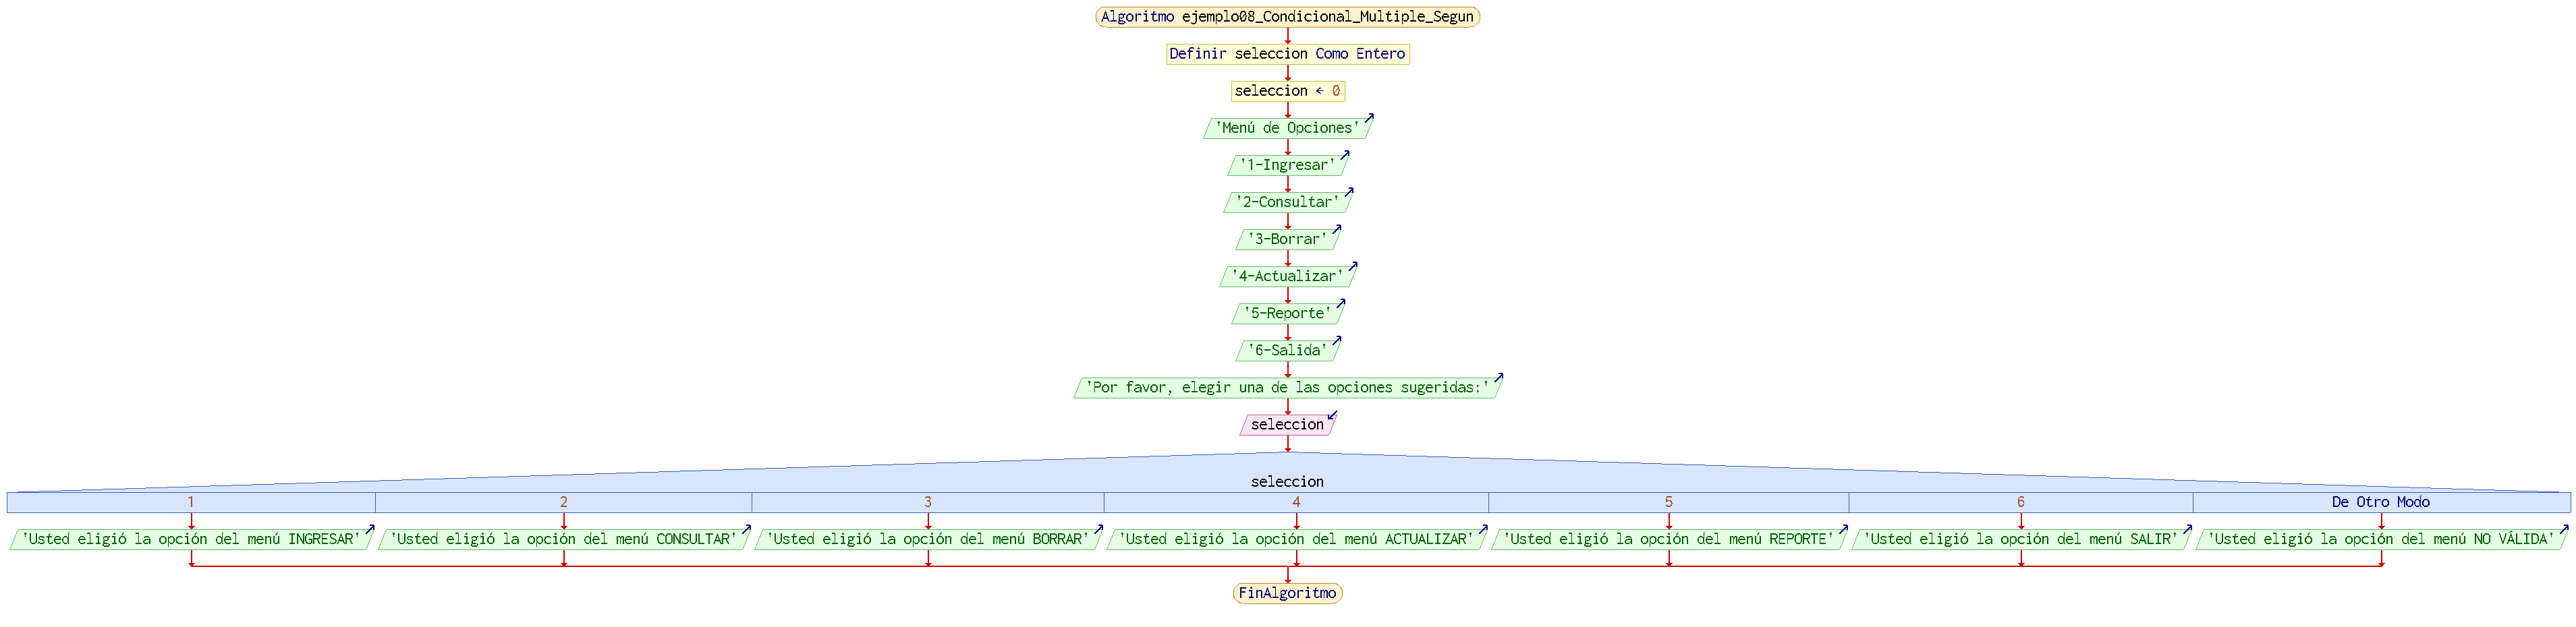 Algoritmo ejemplo08_Condicional_Multiple_Segun
Definir seleccion Como Entero
seleccion ← 0
'Menú de Opciones'
'1-Ingresar'
'2-Consultar'
'3-Borrar'
'4-Actualizar'
'5-Reporte'
'6-Salida'
'Por favor, elegir una de las opciones sugeridas:'
seleccion
seleccion
1 2 3 4 5 6 De Otro Modo
'Usted eligió la opción del menú INGRESAR' 'Usted eligió la opción del menú CONSULTAR' 'Usted eligió la opción del menú BORRAR' 'Usted eligió la opción del menú ACTUALIZAR' 'Usted eligió la opción del menú REPORTE' 'Usted eligió la opción del menú SALIR' 'Usted eligió la opción del menú NO VÁLIDA'
FinAlgoritmo